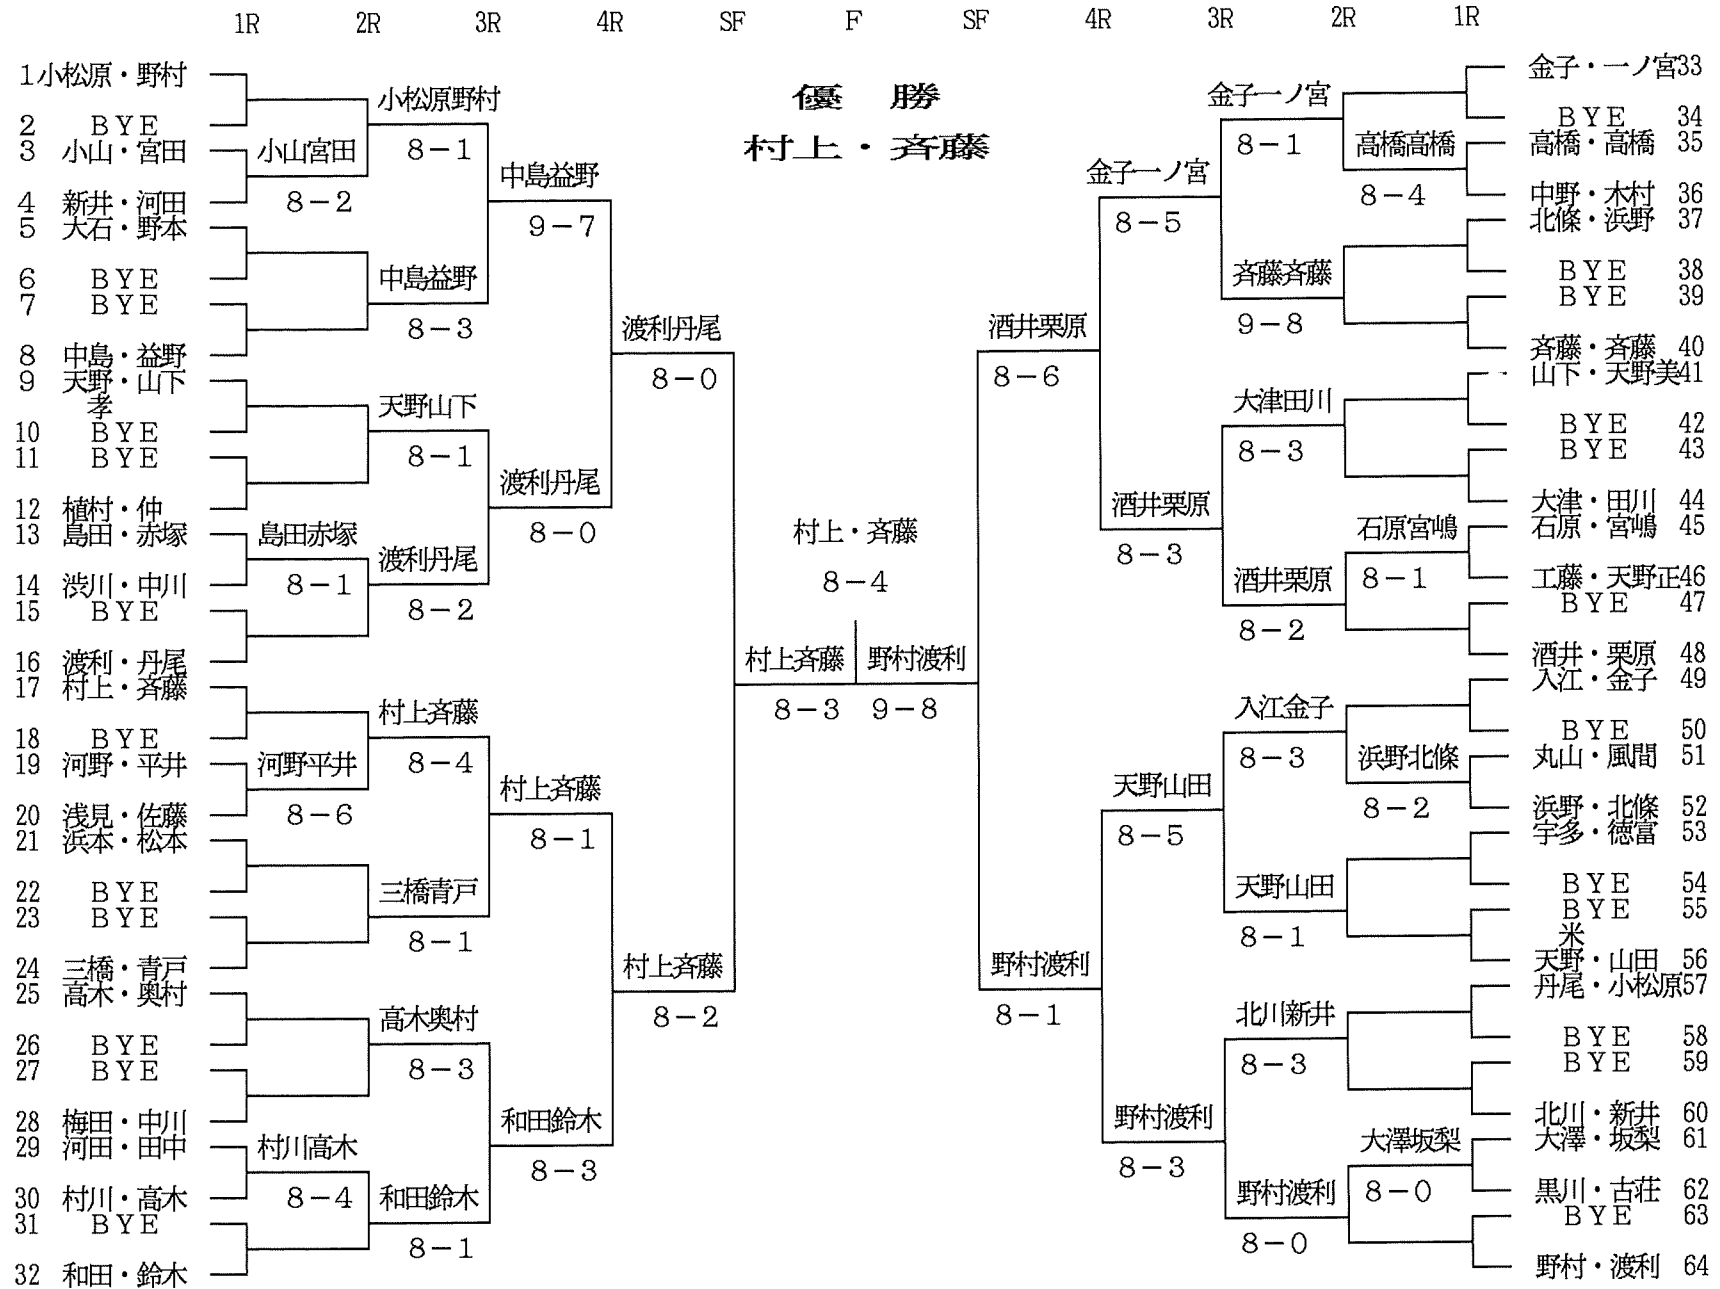 1R 2R 3R 4R SF F SF 4R 3R 2R 1R
優　勝
村上・斉藤
1 小松原・野村
2 ＢＹＥ
3 小山・宮田
4 新井・河田
5 大石・野本
6 ＢＹＥ
7 ＢＹＥ
8 中島・益野
9 天野・山下
孝
10 ＢＹＥ
11 ＢＹＥ
12 植村・仲
13 島田・赤塚
14 渋川・中川
15 ＢＹＥ
16 渡利・丹尾
17 村上・斉藤
18 ＢＹＥ
19 河野・平井
20 浅見・佐藤
21 浜本・松本
22 ＢＹＥ
23 ＢＹＥ
24 三橋・青戸
25 高木・奥村
26 ＢＹＥ
27 ＢＹＥ
28 梅田・中川
29 河田・田中
30 村川・高木
31 ＢＹＥ
32 和田・鈴木
小山宮田
8－2
島田赤塚
8－1
河野平井
8－6
村川高木
8－4
小松原野村
8－1
中島益野
8－3
天野山下
8－1
渡利丹尾
8－2
村上斉藤
8－4
三橋青戸
8－1
高木奥村
8－3
和田鈴木
8－1
中島益野
9－7
渡利丹尾
8－0
村上斉藤
8－1
和田鈴木
8－3
渡利丹尾
8－0
村上斉藤
8－2
村上斉藤
8－3
村上・斉藤
8－4
野村渡利
9－8
酒井栗原
8－6
野村渡利
8－1
金子一ノ宮
8－5
酒井栗原
8－3
天野山田
8－5
野村渡利
8－3
金子一ノ宮
8－1
斉藤斉藤
9－8
大津田川
8－3
酒井栗原
8－2
入江金子
8－3
天野山田
8－1
北川新井
8－3
野村渡利
8－0
高橋高橋
8－4
石原宮嶋
8－1
浜野北條
8－2
大澤坂梨
8－0
金子・一ノ宮 33
ＢＹＥ 34
高橋・高橋 35
中野・木村 36
北條・浜野 37
ＢＹＥ 38
ＢＹＥ 39
斉藤・斉藤 40
山下・天野美 41
ＢＹＥ 42
ＢＹＥ 43
大津・田川 44
石原・宮嶋 45
工藤・天野正 46
ＢＹＥ 47
酒井・栗原 48
入江・金子 49
ＢＹＥ 50
丸山・風間 51
浜野・北條 52
宇多・徳富 53
ＢＹＥ 54
ＢＹＥ 55
米
天野・山田 56
丹尾・小松原 57
ＢＹＥ 58
ＢＹＥ 59
北川・新井 60
大澤・坂梨 61
黒川・古荘 62
ＢＹＥ 63
野村・渡利 64